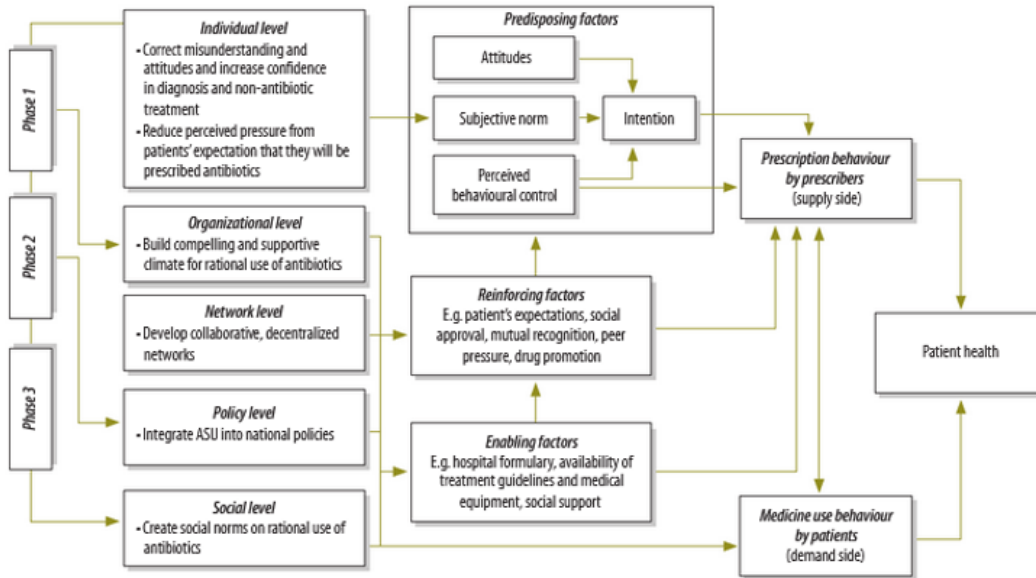 Phase 1
Phase 2
Phase 3
Individual level
• Correct misunderstanding and
attitudes and increase confidence
in diagnosis and non-antibiotic
treatment
• Reduce perceived pressure from
patients' expectation that they will be
prescribed antibiotics
Organizational level
• Build compelling and supportive
climate for rational use of antibiotics
Network level
• Develop collaborative, decentralized
networks
Policy level
• Integrate ASU into national policies
Social level
• Create social norms on rational use of
antibiotics
Predisposing factors
Attitudes
Subjective norm
Perceived
behavioural control
Intention
Reinforcing factors
E.g. patient's expectations, social
approval, mutual recognition, peer
pressure, drug promotion
Enabling factors
E.g. hospital formulary, availability of
treatment guidelines and medical
equipment, social support
Prescription behaviour
by prescribers
(supply side)
Medicine use behaviour
by patients
(demand side)
Patient health